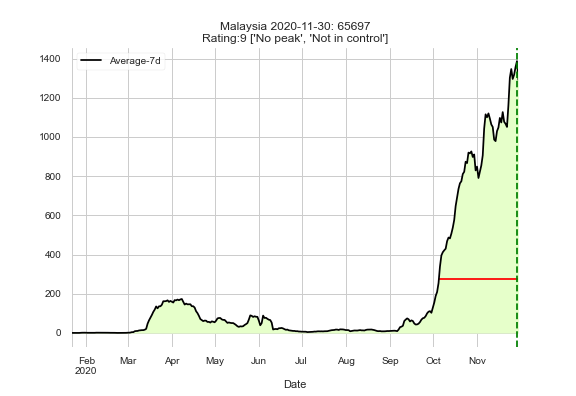 Malaysia 2020-11-30: 65697
Rating:9 ['No peak', 'Not in control']
Average-7d
1400
1200
1000
800
600
400
200
0
Feb Mar Apr May Jun Jul Aug Sep Oct Nov
2020
Date